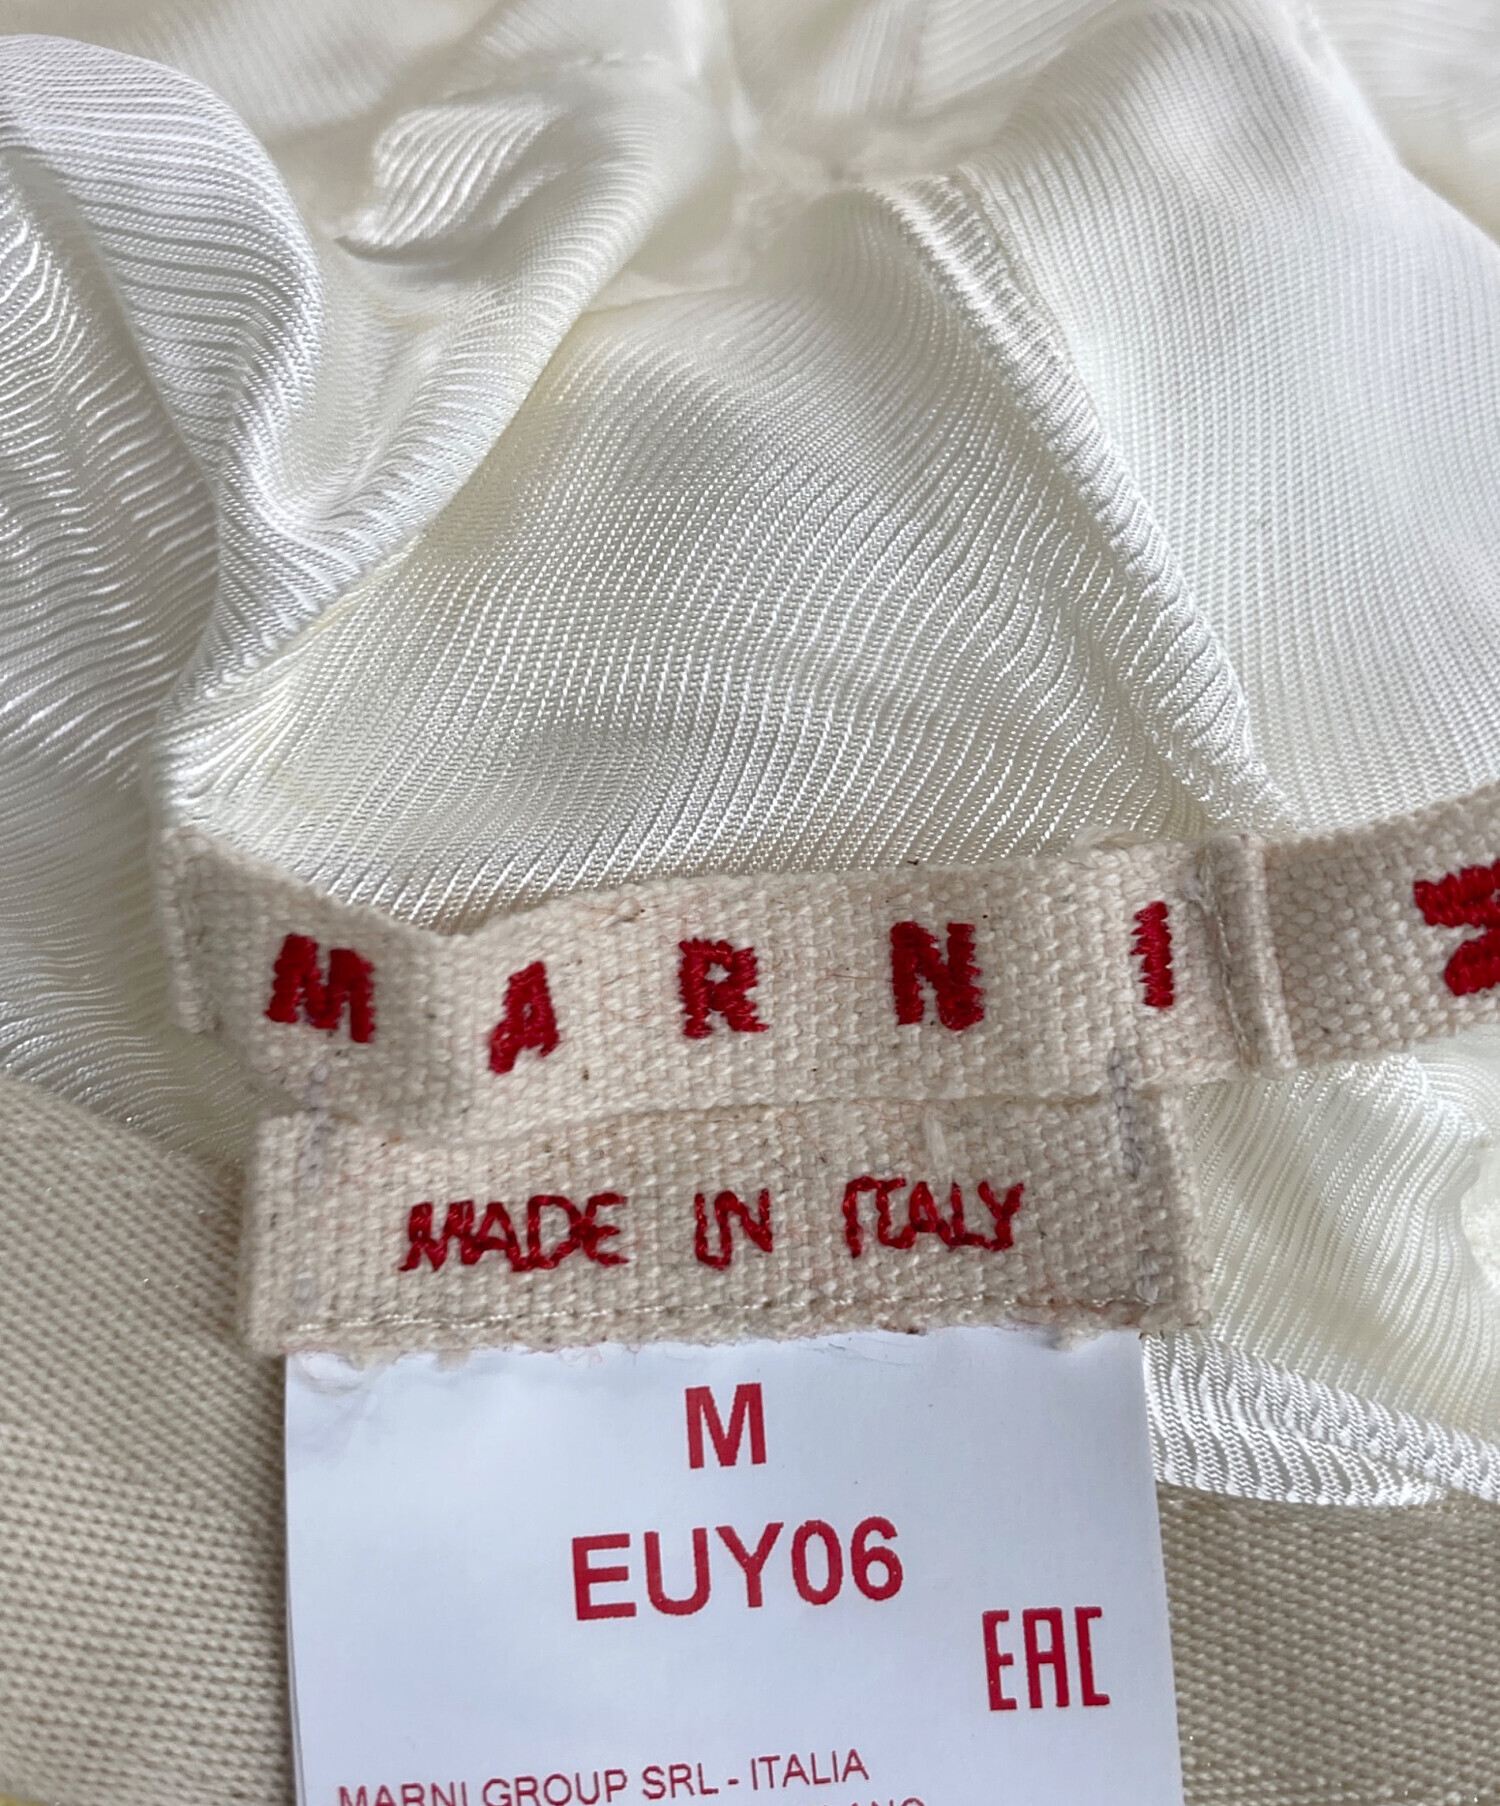 MARNI M
MADE IN ITALY
M
EUY06
EAC
MARNI GROUP SRL - ITALIA